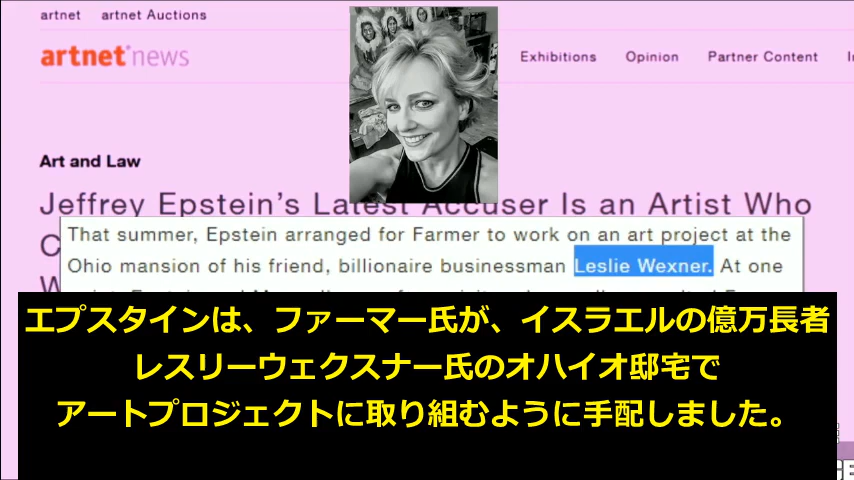 artnet artnet Auctions
artnet news Exhibitions Opinion Partner Content
Art and Law
Jeffrey Epstein's Latest Accuser Is an Artist Who
That summer, Epstein arranged for Farmer to work on an art project at the
Ohio mansion of his friend, billionaire businessman Leslie Wexner. At one
エプスタインは、ファーマー氏が、イスラエルの億万長者
レスリーウェクスナー氏のオハイオ邸宅で
アートプロジェクトに取り組むように手配しました。